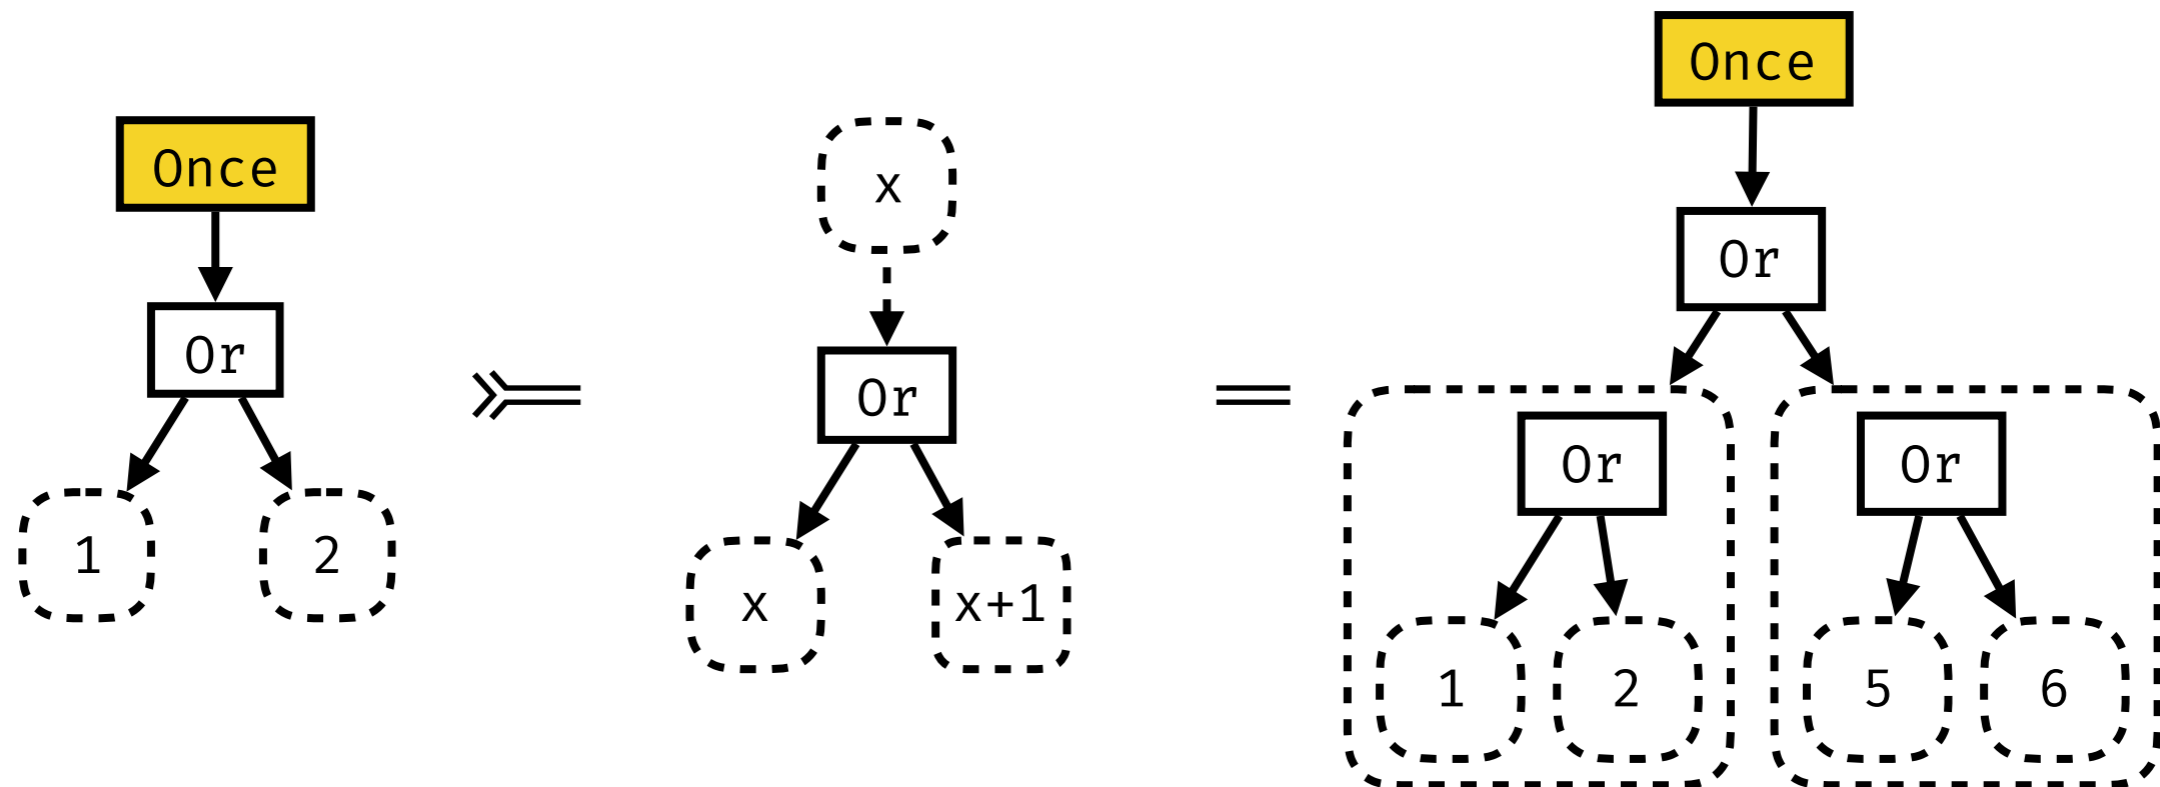 Once
Or
1
2
>>=
x
Or
x
x+1
=
Once
Or
Or
Or
1
2
5
6